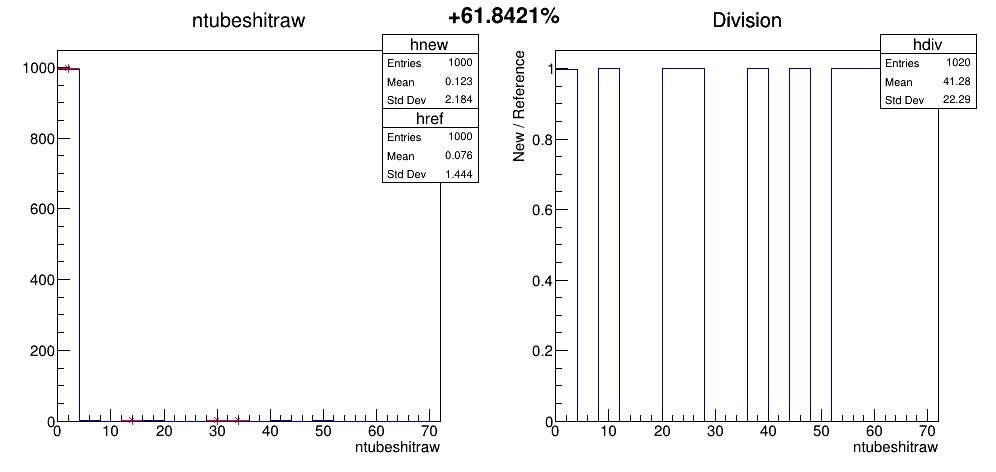 +61.8421%
ntubeshitraw
hnew
Entries 1000
Mean 0.123
Std Dev 2.184
href
Entries 1000
Mean 0.076
Std Dev 1.444
1000
800
600
400
200
0
0 10 20 30 40 50 60 70
ntubeshitraw
Division
hdiv
Entries 1020
Mean 41.28
Std Dev 22.29
New / Reference
1
0.8
0.6
0.4
0.2
0
0 10 20 30 40 50 60 70
ntubeshitraw